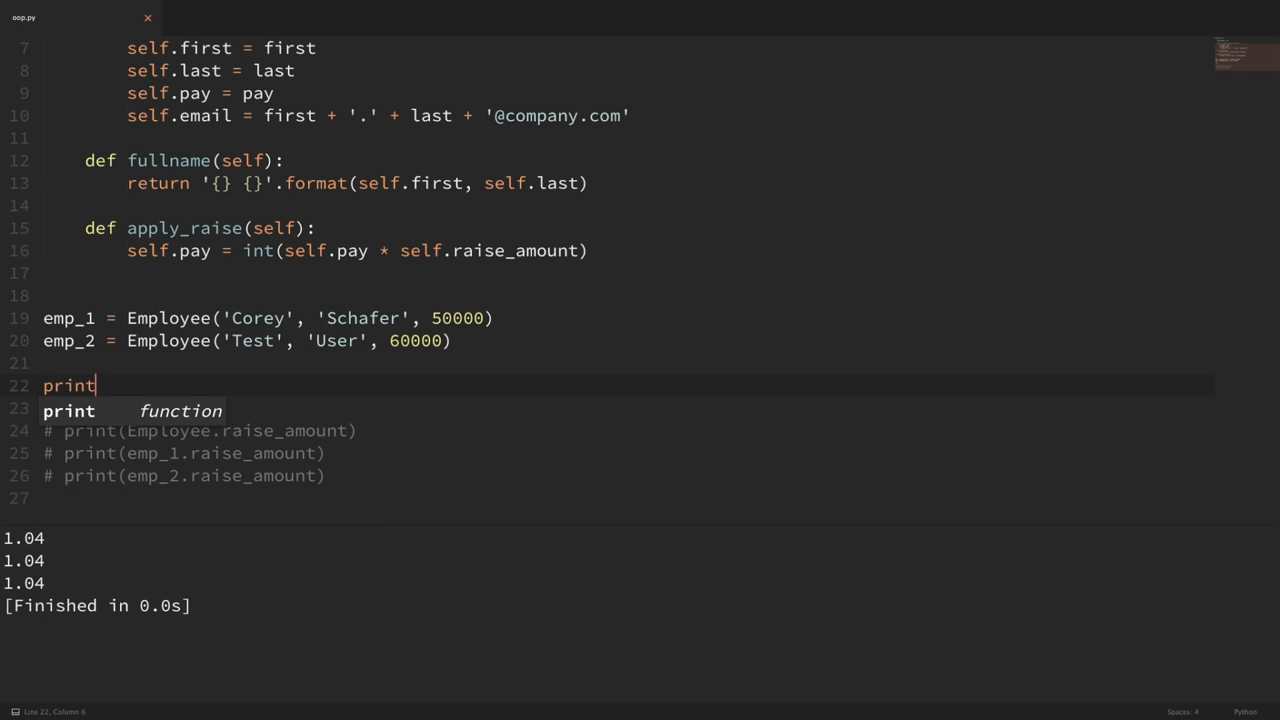 oop.py
7 self.first = first
8 self.last = last
9 self.pay = pay
10 self.email = first + '.' + last + '@company.com'
11
12 def fullname(self):
13 return '{} {}'.format(self.first, self.last)
14
15 def apply_raise(self):
16 self.pay = int(self.pay * self.raise_amount)
17
18
19 emp_1 = Employee('Corey', 'Schafer', 50000)
20 emp_2 = Employee('Test', 'User', 60000)
21
22 print
23 print function
24 # print(Employee.raise_amount)
25 # print(emp_1.raise_amount)
26 # print(emp_2.raise_amount)
27
1.04
1.04
1.04
[Finished in 0.0s]
Line 22, Column 6 Spaces: 4 Python